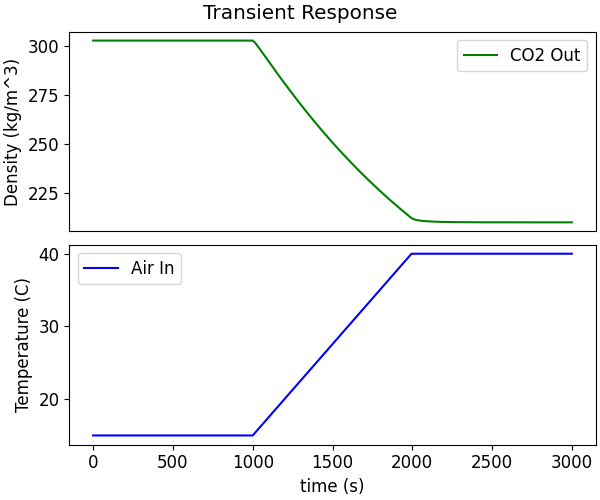 Transient Response
Density (kg/m^3)
300
275
250
225
CO2 Out
Temperature (C)
40
30
20
Air In
0 500 1000 1500 2000 2500 3000
time (s)